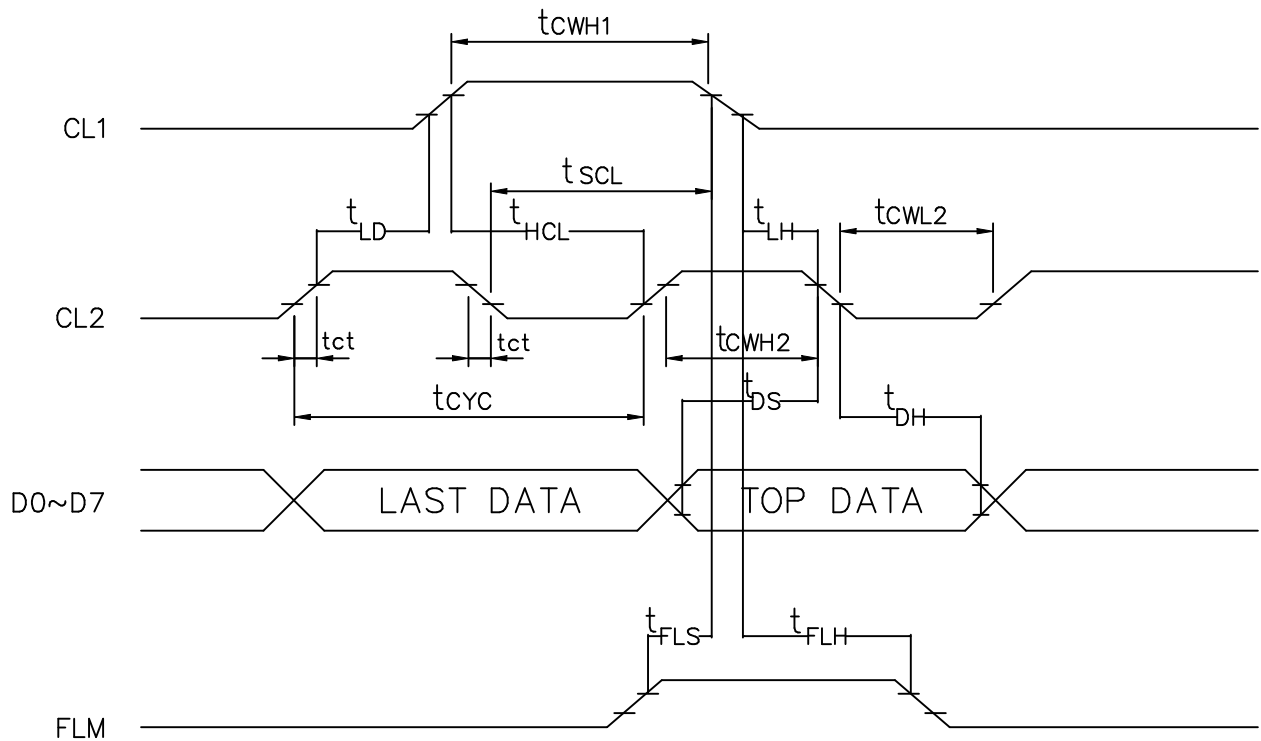 tCWH1
CL1
tSCL
tLD
tHCL
tLH
tCWL2
CL2
tct
tct
tCWH2
tCYC
tDS
tDH
D0~D7
LAST DATA
TOP DATA
tFLS
tFLH
FLM